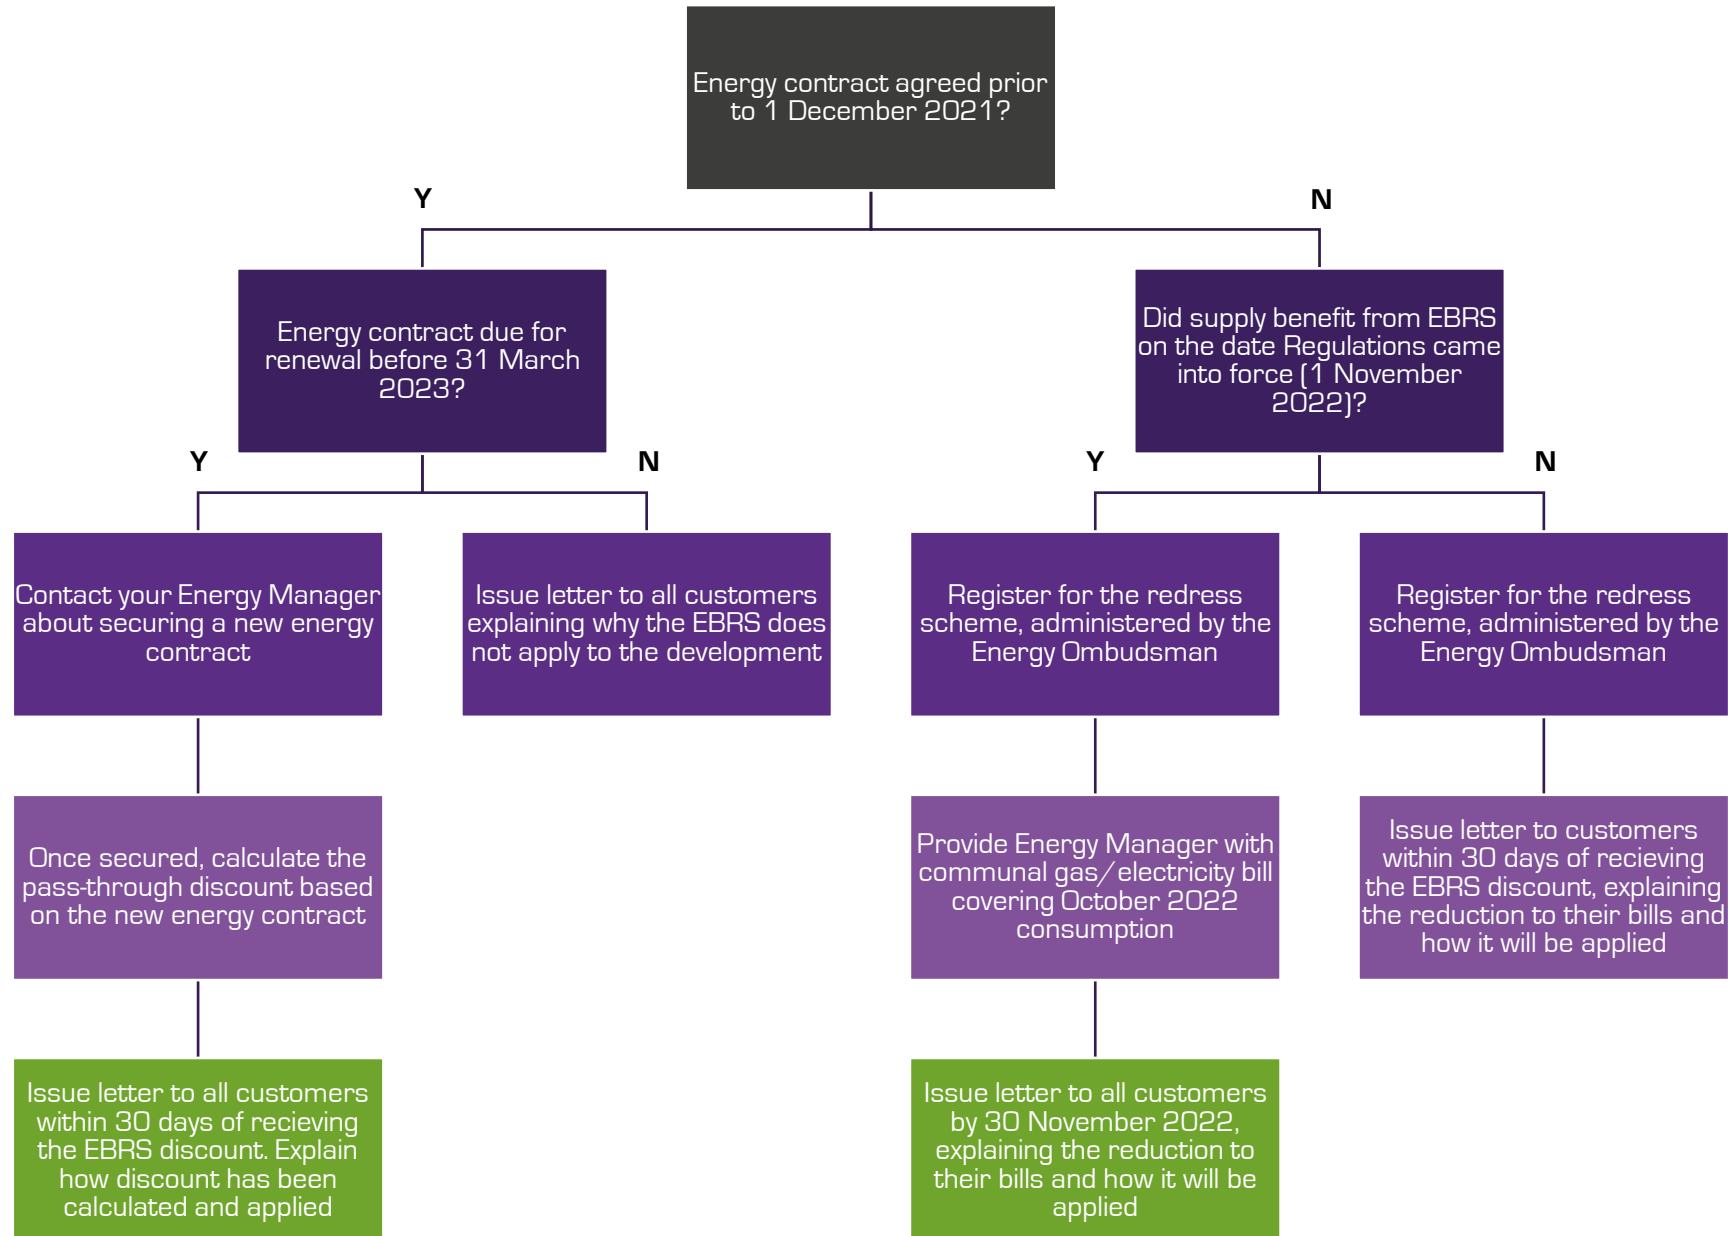 Energy contract agreed prior
to 1 December 2021?
Y
N
Energy contract due for
renewal before 31 March
2023?
Did supply benefit from EBRS
on the date Regulations came
into force (1 November
2022)?
Y
N
Y
N
Contact your Energy Manager
about securing a new energy
contract
Issue letter to all customers
explaining why the EBRS does
not apply to the development
Register for the redress
scheme, administered by the
Energy Ombudsman
Register for the redress
scheme, administered by the
Energy Ombudsman
Once secured, calculate the
pass-through discount based
on the new energy contract
Provide Energy Manager with
communal gas/electricity bill
covering October 2022
consumption
Issue letter to customers
within 30 days of recieving
the EBRS discount, explaining
the reduction to their bills and
how it will be applied
Issue letter to all customers
within 30 days of recieving
the EBRS discount. Explain
how discount has been
calculated and applied
Issue letter to all customers
by 30 November 2022,
explaining the reduction to
their bills and how it will be
applied